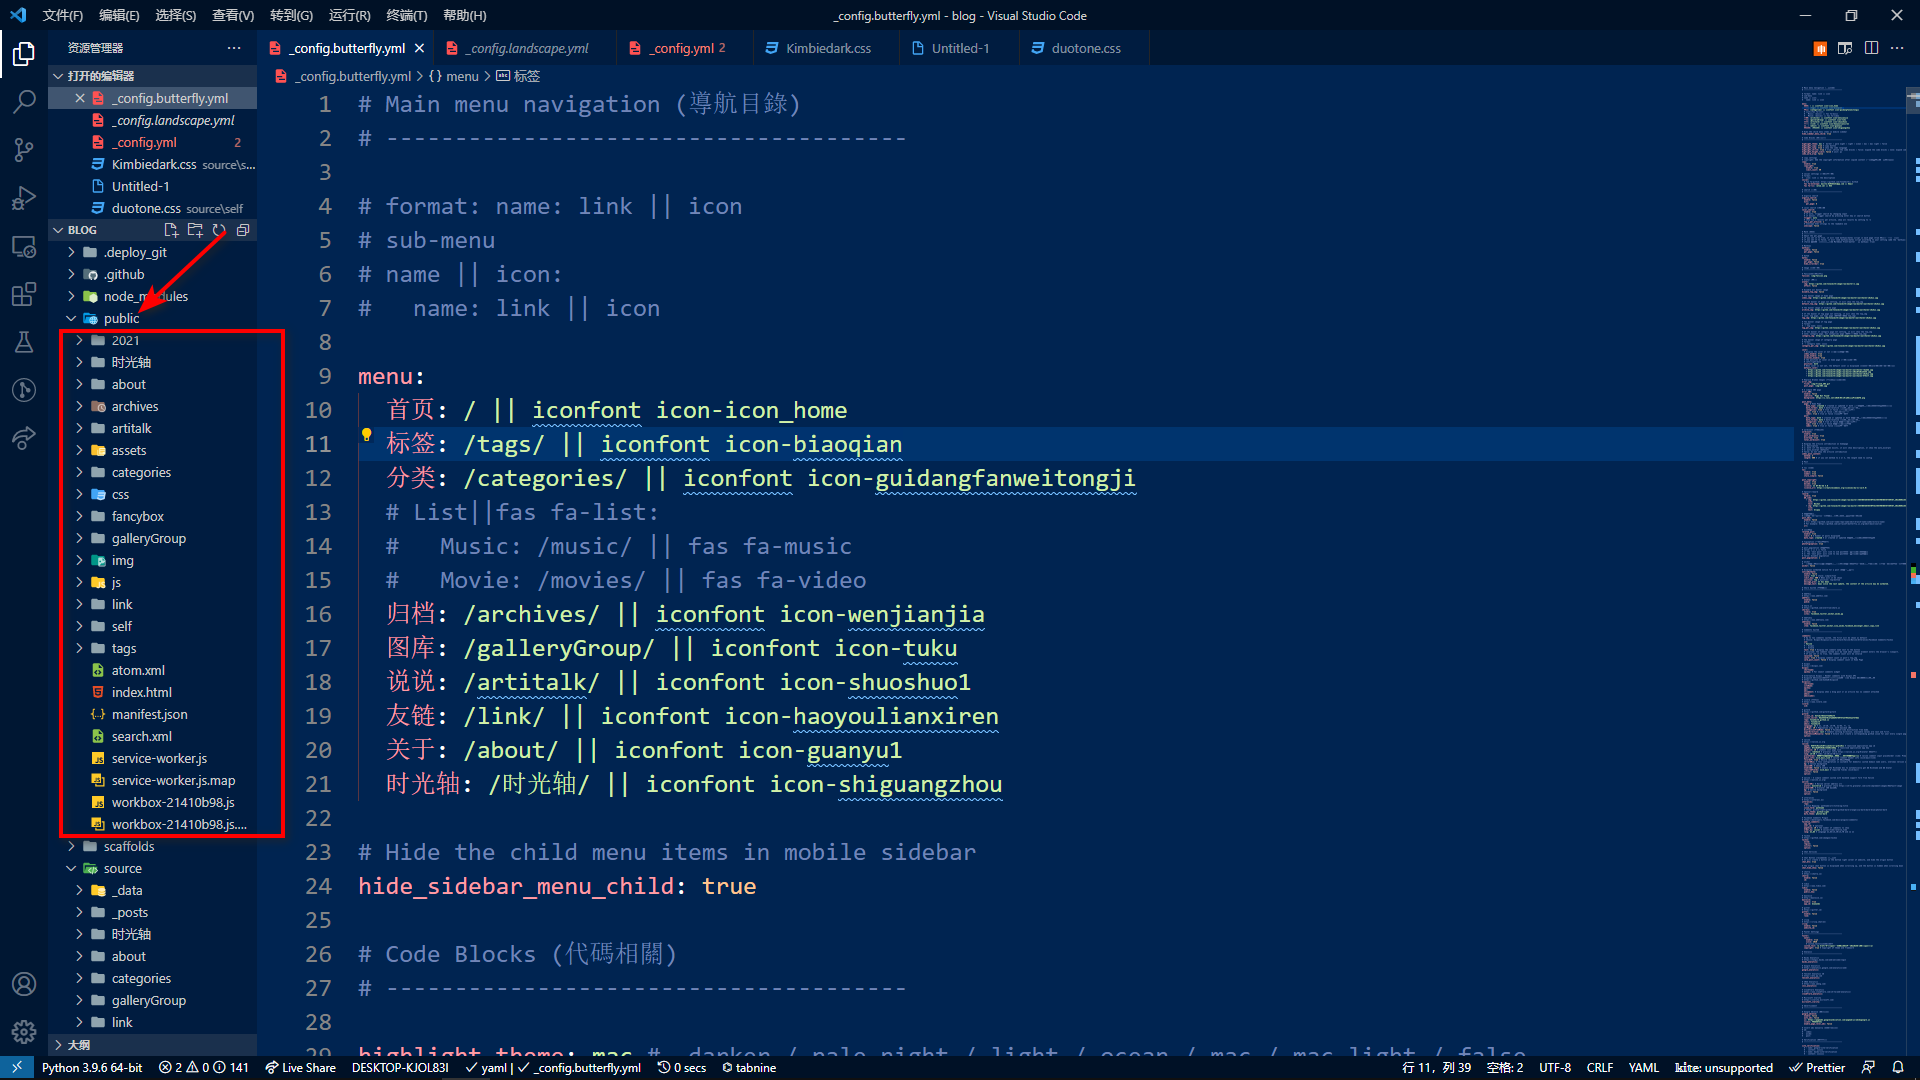 文件(F) 编辑(E) 选择(S) 查看(V) 转到(G) 运行(R) 终端(T) 帮助(H)
_config.butterfly.yml - blog - Visual Studio Code
资源管理器
_config.butterfly.yml
_config.landscape.yml
_config.yml 2
Kimbiedark.css
Untitled-1
duotone.css
_config.butterfly.yml > {} menu > 标签
打开的编辑器
_config.butterfly.yml
_config.landscape.yml
_config.yml 2
Kimbiedark.css source\s...
Untitled-1
duotone.css source\self
BLOG
.deploy_git
.github
node_modules
public
2021
时光轴
about
archives
artitalk
assets
categories
css
fancybox
galleryGroup
img
js
link
self
tags
atom.xml
index.html
manifest.json
search.xml
service-worker.js
service-worker.js.map
workbox-21410b98.js
workbox-21410b98.js....
scaffolds
source
_data
_posts
时光轴
about
categories
galleryGroup
link
大纲
1 # Main menu navigation (導航目錄)
2 # --------------------------------------
3
4 # format: name: link || icon
5 # sub-menu
6 # name || icon:
7 #   name: link || icon
8
9 menu:
10   首页: / || iconfont icon-icon_home
11   标签: /tags/ || iconfont icon-biaoqian
12   分类: /categories/ || iconfont icon-guidangfanweitongji
13   # List||fas fa-list:
14   #   Music: /music/ || fas fa-music
15   #   Movie: /movies/ || fas fa-video
16   归档: /archives/ || iconfont icon-wenjianjia
17   图库: /galleryGroup/ || iconfont icon-tuku
18   说说: /artitalk/ || iconfont icon-shuoshuo1
19   友链: /link/ || iconfont icon-haoyoulianxiren
20   关于: /about/ || iconfont icon-guanyu1
21   时光轴: /时光轴/ || iconfont icon-shiguangzhou
22
23 # Hide the child menu items in mobile sidebar
24 hide_sidebar_menu_child: true
25
26 # Code Blocks (代碼相關)
27 # --------------------------------------
28
29 highlight_theme: mac #  darker / pale night / light / ocean / mac / mac light / false
Python 3.9.6 64-bit 2 0 141 Live Share DESKTOP-KJOL83I yaml | _config.butterfly.yml 0 secs tabnine
行 11，列 39 空格: 2 UTF-8 CRLF YAML kite: unsupported Prettier